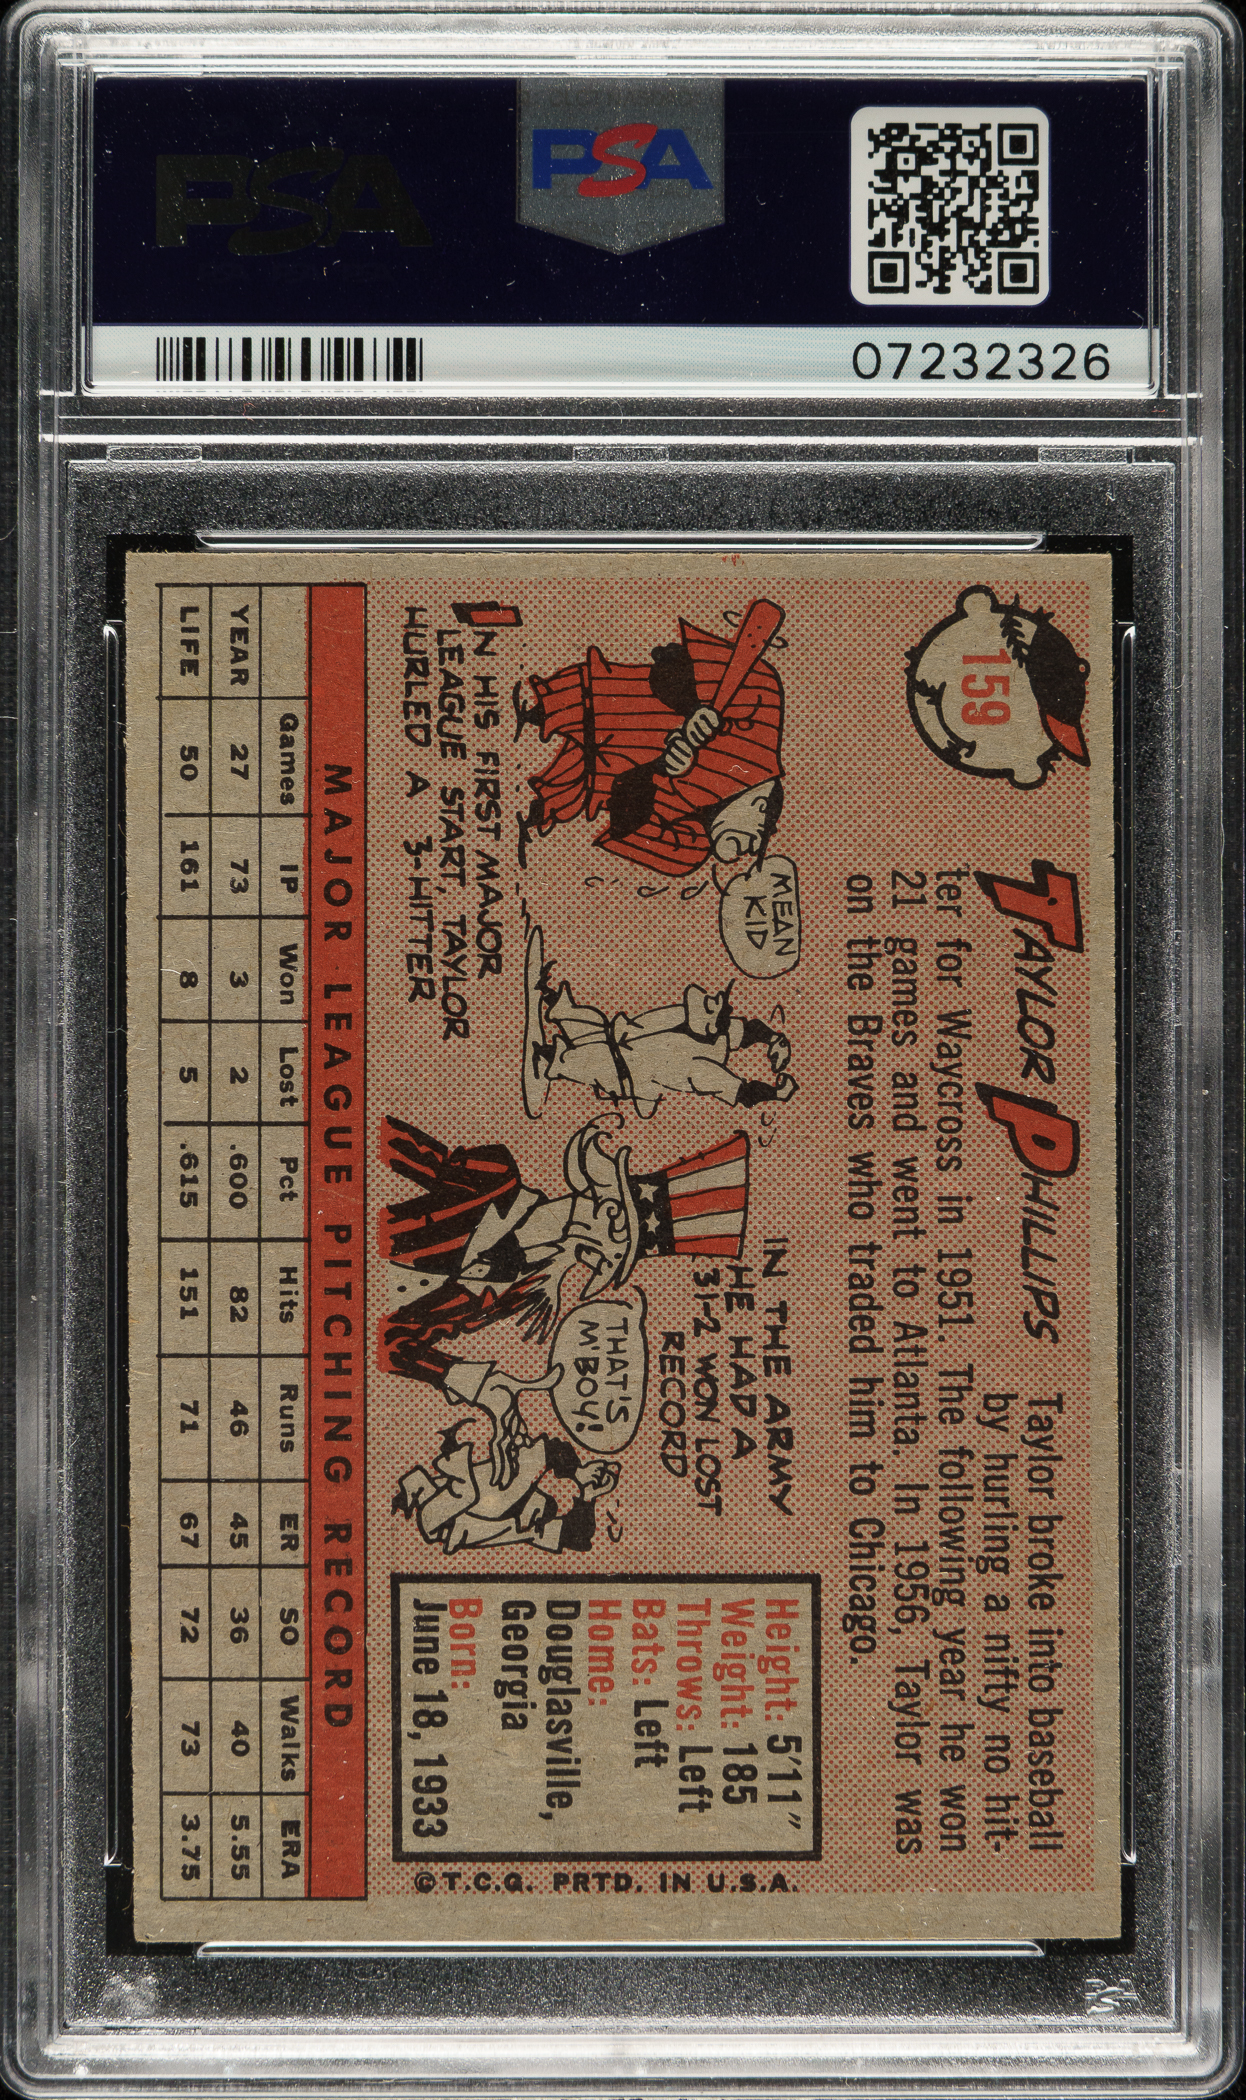 PSA
PSA
07232326
159
TAYLOR PHILLIPS
Taylor broke into baseball
by hurling a nifty no hit-
ter for Waycross in 1951. The following year he won
21 games and went to Atlanta. In 1956, Taylor was
on the Braves who traded him to Chicago.
MEAN
KID
IN HIS FIRST MAJOR
LEAGUE START, TAYLOR
HURLED A 3-HITTER
IN THE ARMY
HE HAD A
31-2 WON LOST
RECORD
THAT'S
M'BOY!
Height: 5'11"
Weight: 185
Throws: Left
Bats: Left
Home:
Douglasville,
Georgia
Born:
June 18, 1933
© T.C.G. PRTD. IN U.S.A.
MAJOR LEAGUE PITCHING RECORD
Games IP Won Lost Pct Hits Runs ER SO Walks ERA
YEAR 27 73 3 2 .600 82 46 45 36 40 5.55
LIFE 50 161 8 5 .615 151 71 67 72 73 3.75
PSA